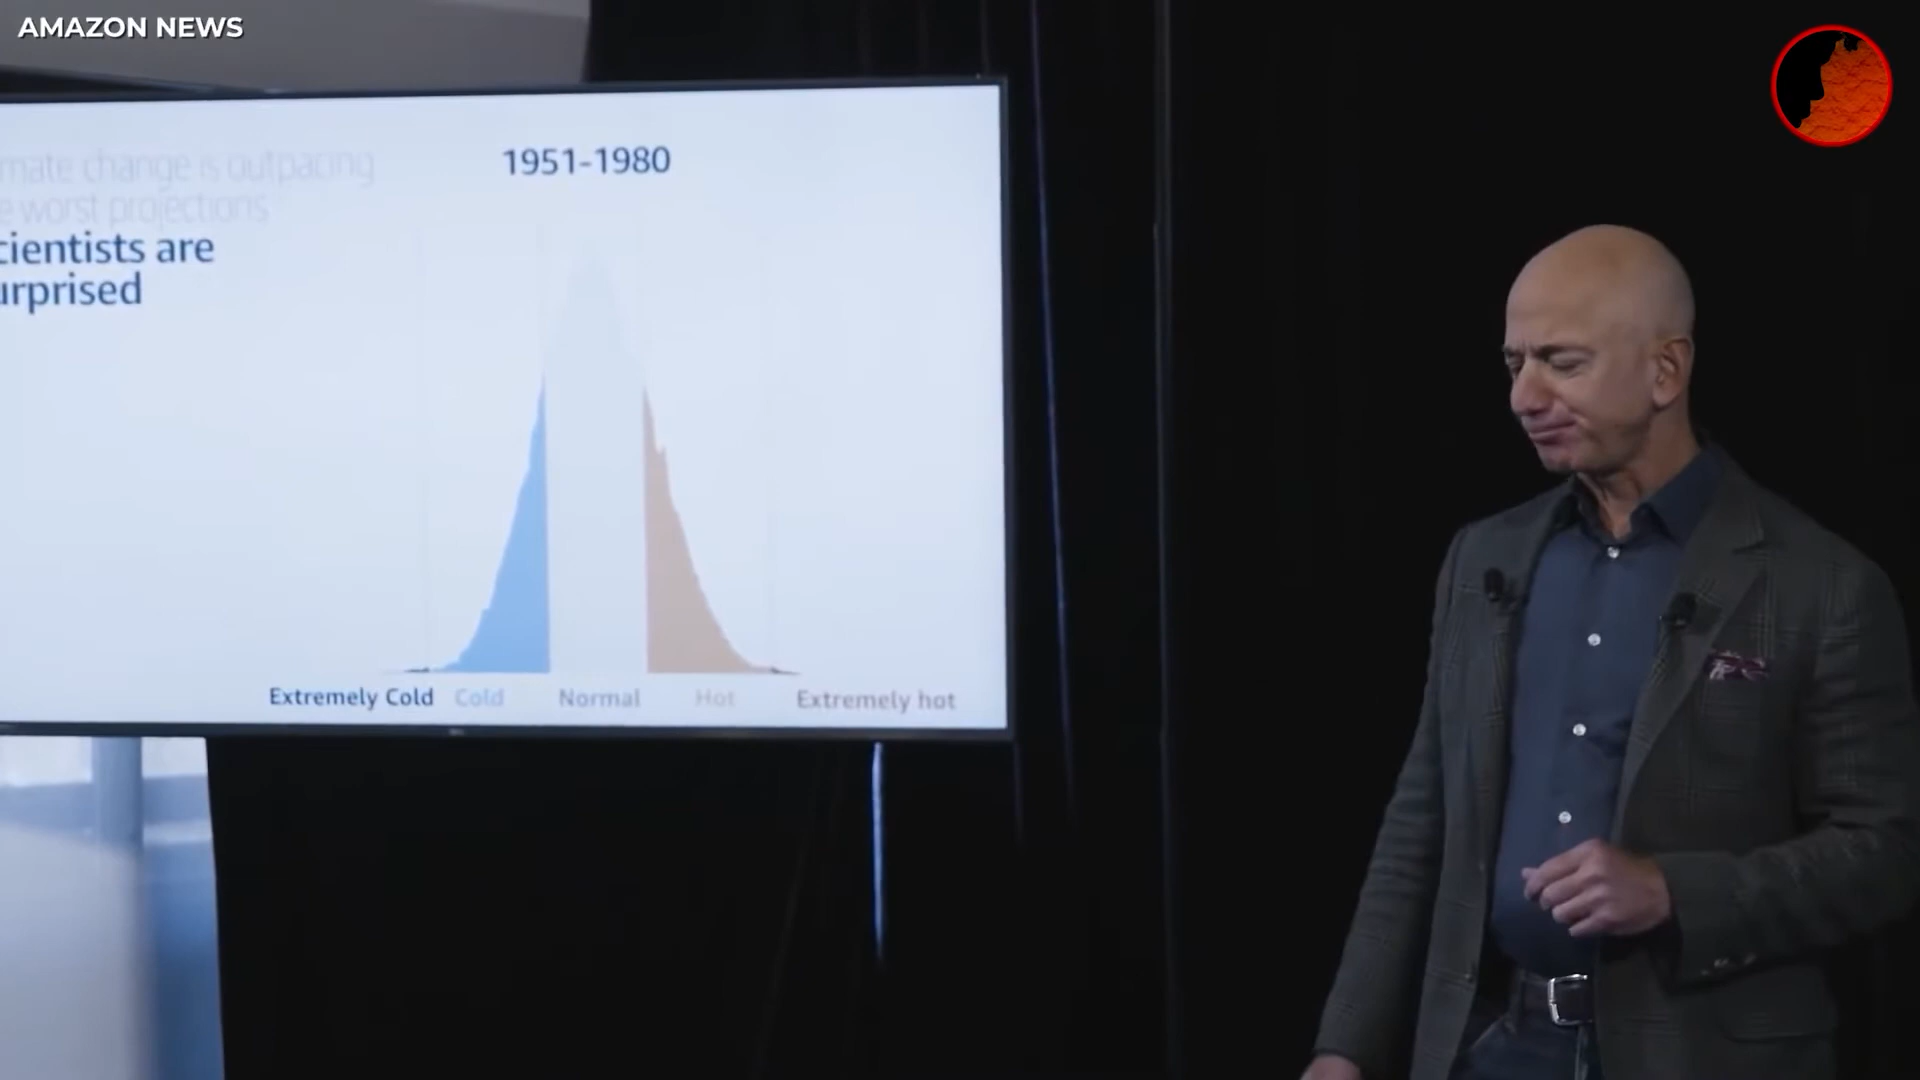 AMAZON NEWS
1951-1980
mate change is outpacing
e worst projections
cientists are
urprised
Extremely Cold Cold Normal Hot Extremely hot